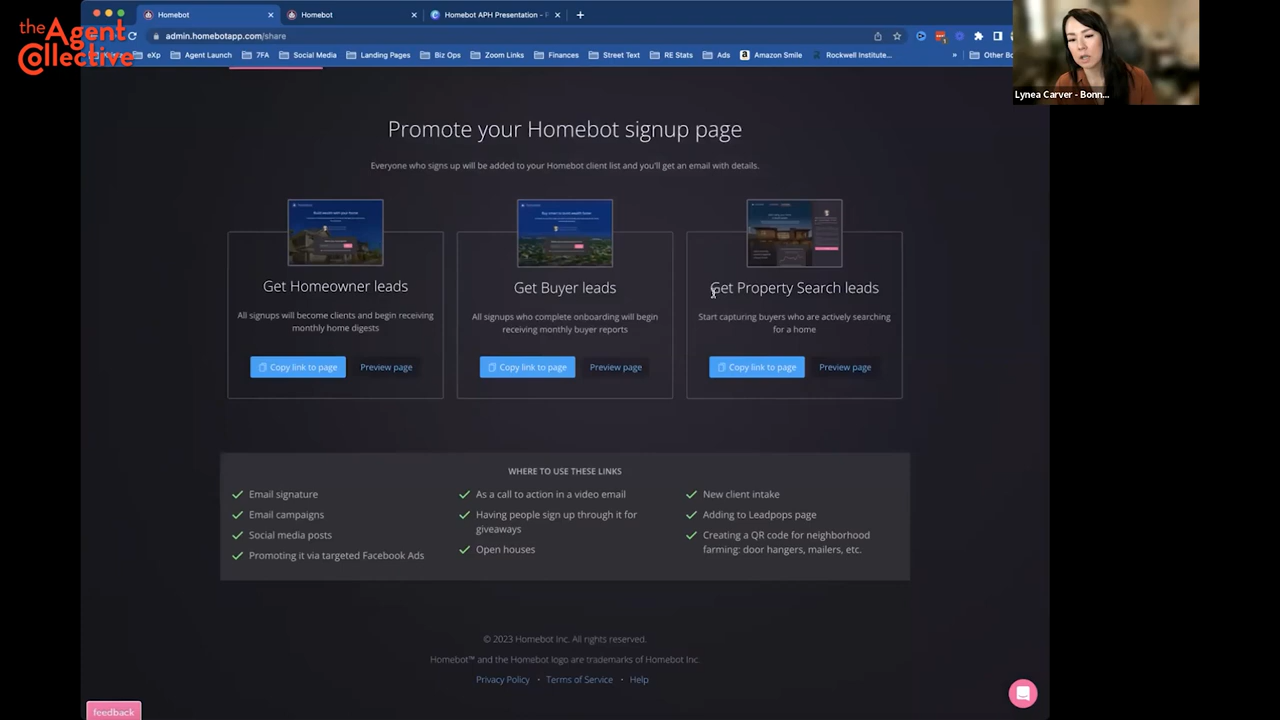 the Agent Collective
Homebot
Homebot
Homebot APH Presentation - P
admin.homebotapp.com/share
eXp
Agent Launch
7FA
Social Media
Landing Pages
Biz Ops
Zoom Links
Finances
Street Text
RE Stats
Ads
Amazon Smile
Rockwell Institute...
»
Other Bo
Lynea Carver - Bonn...
Promote your Homebot signup page
Everyone who signs up will be added to your Homebot client list and you'll get an email with details.
Get Homeowner leads
All signups will become clients and begin receiving
monthly home digests
Copy link to page
Preview page
Get Buyer leads
All signups who complete onboarding will begin
receiving monthly buyer reports
Copy link to page
Preview page
Get Property Search leads
Start capturing buyers who are actively searching
for a home
Copy link to page
Preview page
WHERE TO USE THESE LINKS
Email signature
Email campaigns
Social media posts
Promoting it via targeted Facebook Ads
As a call to action in a video email
Having people sign up through it for
giveaways
Open houses
New client intake
Adding to Leadpops page
Creating a QR code for neighborhood
farming: door hangers, mailers, etc.
© 2023 Homebot Inc. All rights reserved.
Homebot™ and the Homebot logo are trademarks of Homebot Inc.
Privacy Policy · Terms of Service · Help
feedback